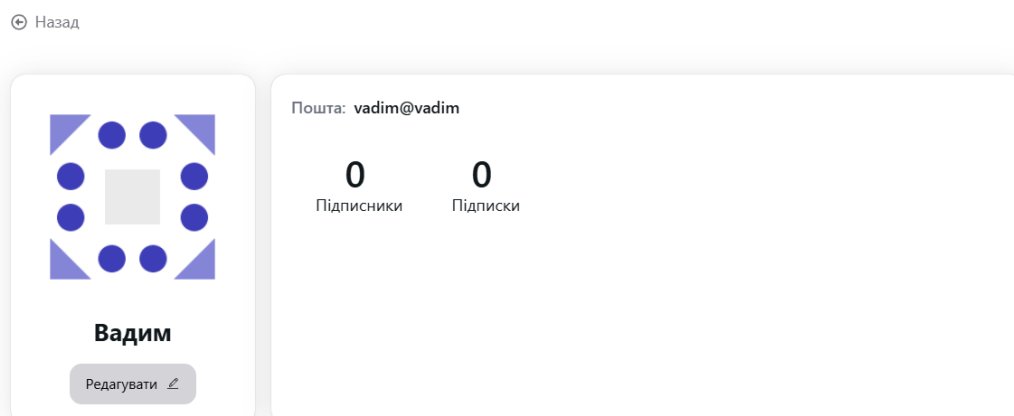 Назад
Пошта: vadim@vadim
0 0
Підписники Підписки
Вадим
Редагувати